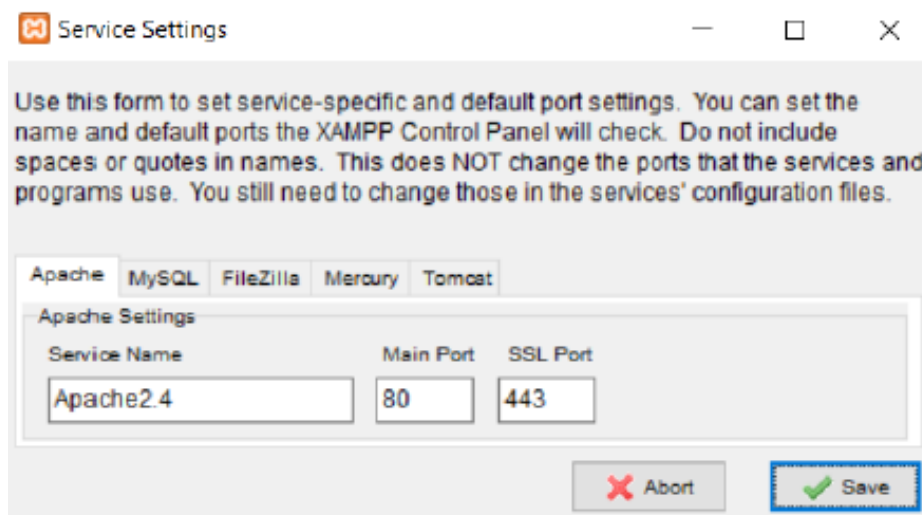 Service Settings
Use this form to set service-specific and default port settings. You can set the
name and default ports the XAMPP Control Panel will check. Do not include
spaces or quotes in names. This does NOT change the ports that the services and
programs use. You still need to change those in the services' configuration files.
Apache MySQL FileZilla Mercury Tomcat
Apache Settings
Service Name Main Port SSL Port
Apache2.4 80 443
Abort Save